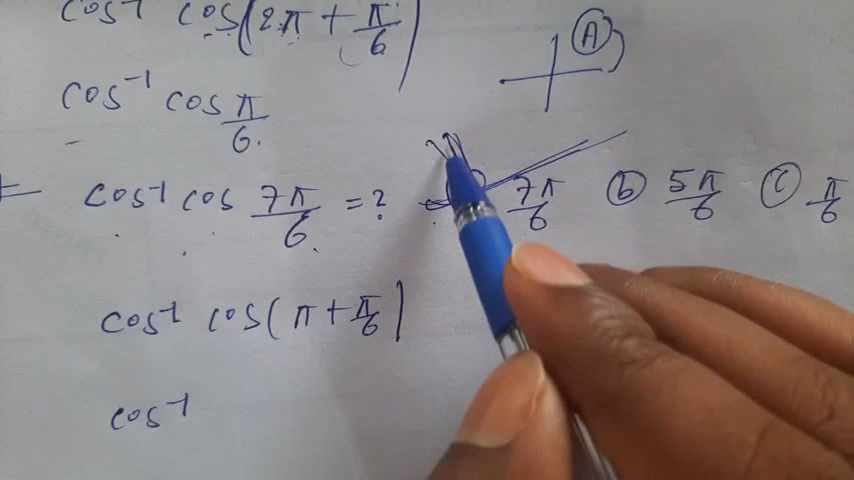 cos⁻¹ cos(2π + π/6)
Ⓐ
cos⁻¹ cos π/6.
cos⁻¹ cos 7π/6 = ? 7π/6 ⓑ 5π/6 ⓒ π/6
cos⁻¹ cos(π + π/6)
cos⁻¹